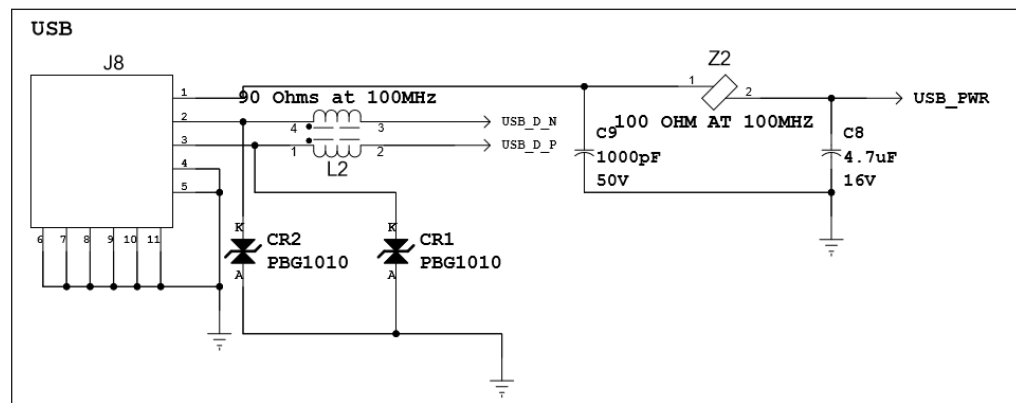 USB
J8
Z2
1
1
2
90 Ohms at 100MHz
USB_PWR
2
4
3
USB_D_N
100 OHM AT 100MHZ
3
1
2
USB_D_P
L2
C9
1000pF
50V
C8
4.7uF
16V
4
5
6 7 8 9 10 11
K
CR2
PBG1010
A
K
CR1
PBG1010
A